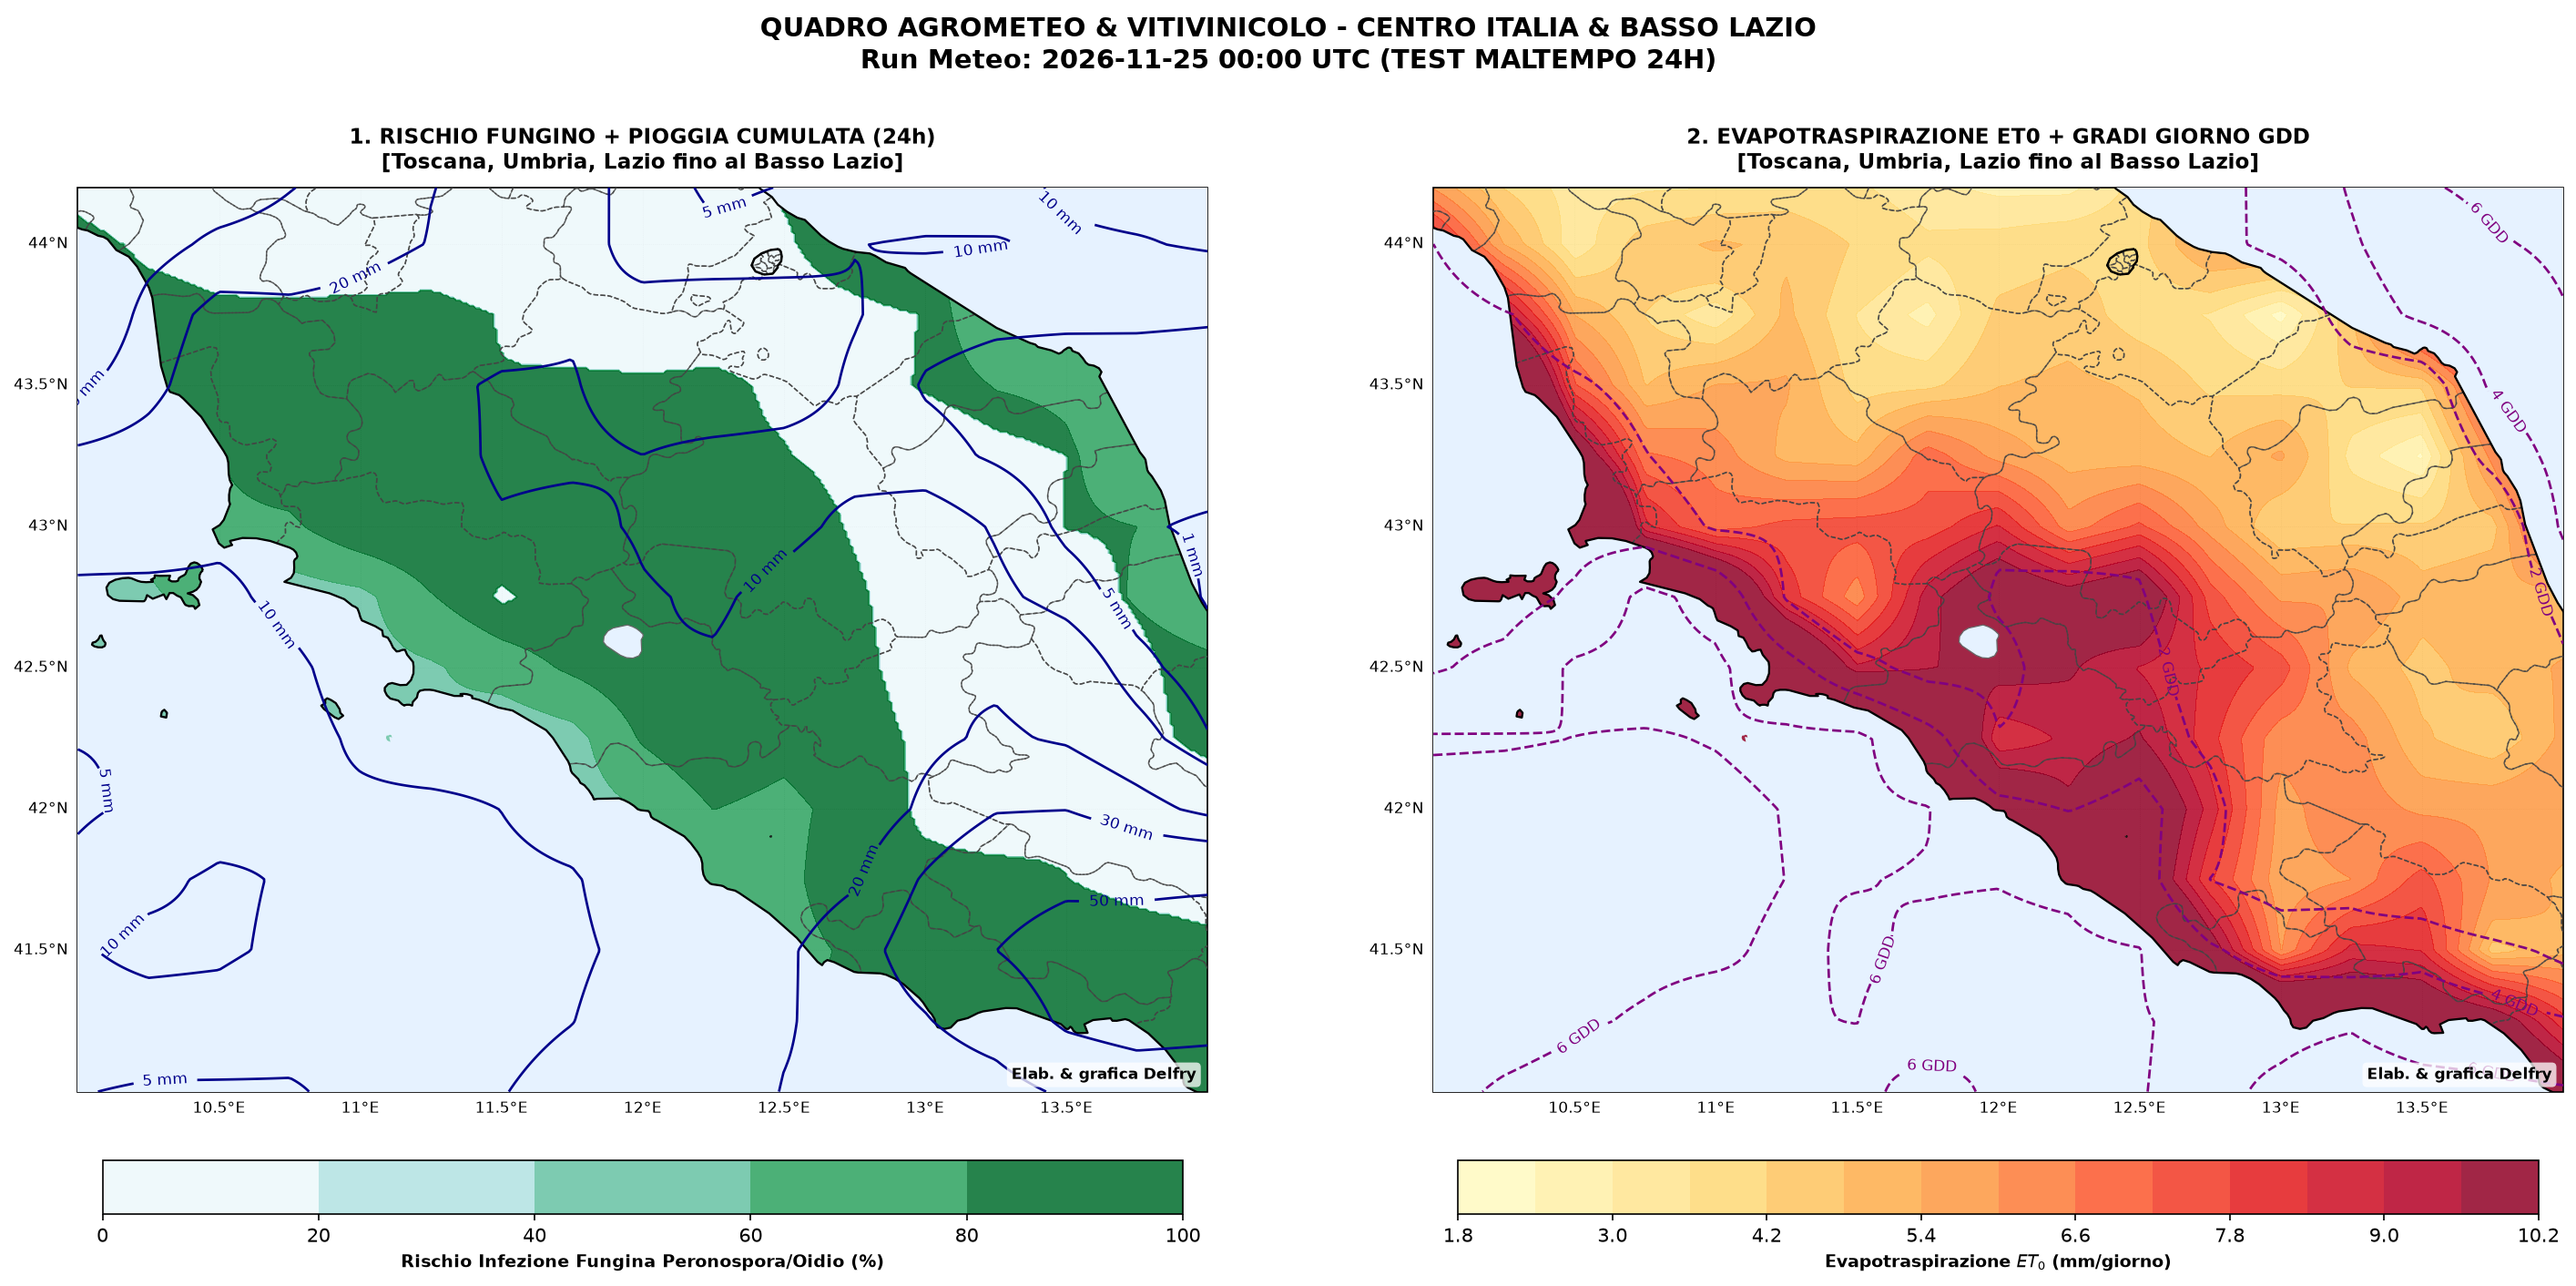 QUADRO AGROMETEO & VITIVINICOLO - CENTRO ITALIA & BASSO LAZIO
Run Meteo: 2026-11-25 00:00 UTC (TEST MALTEMPO 24H)
1. RISCHIO FUNGINO + PIOGGIA CUMULATA (24h)
[Toscana, Umbria, Lazio fino al Basso Lazio]
44°N
43.5°N
43°N
42.5°N
42°N
41.5°N
5 mm
10 mm
10 mm
20 mm
mm
10 mm
1 mm
5 mm
10 mm
5 mm
30 mm
20 mm
50 mm
10 mm
5 mm
Elab. & grafica Delfry
10.5°E
11°E
11.5°E
12°E
12.5°E
13°E
13.5°E
0
20
40
60
80
100
Rischio Infezione Fungina Peronospora/Oidio (%)
2. EVAPOTRASPIRAZIONE ET0 + GRADI GIORNO GDD
[Toscana, Umbria, Lazio fino al Basso Lazio]
44°N
43.5°N
43°N
42.5°N
42°N
41.5°N
6 GDD
4 GDD
2 GDD
2 GDD
6 GDD
4 GDD
6 GDD
6 GDD
Elab. & grafica Delfry
10.5°E
11°E
11.5°E
12°E
12.5°E
13°E
13.5°E
1.8
3.0
4.2
5.4
6.6
7.8
9.0
10.2
Evapotraspirazione ET₀ (mm/giorno)